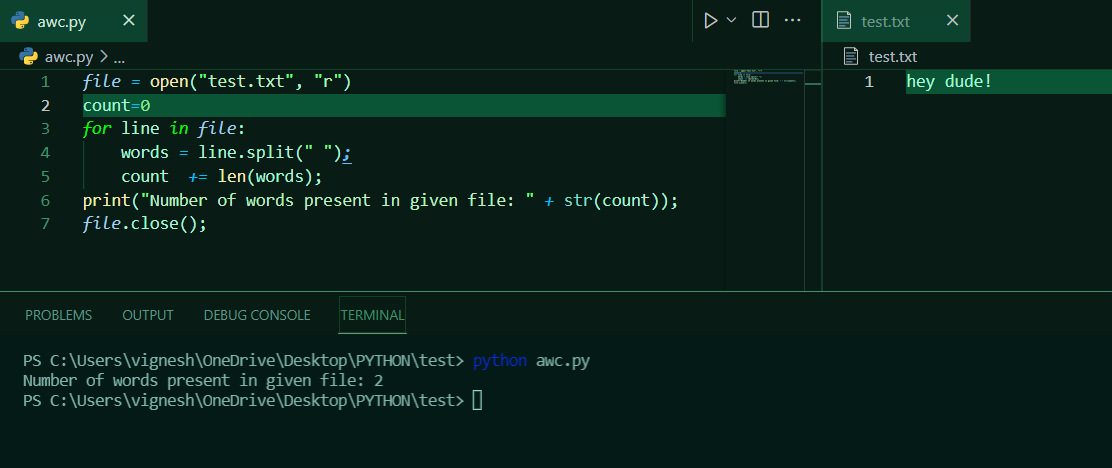 awc.py
test.txt
awc.py > ...
test.txt
1 file = open("test.txt", "r")
2 count=0
3 for line in file:
4 words = line.split(" ");
5 count += len(words);
6 print("Number of words present in given file: " + str(count));
7 file.close();
1 hey dude!
PROBLEMS OUTPUT DEBUG CONSOLE TERMINAL
PS C:\Users\vignesh\OneDrive\Desktop\PYTHON\test> python awc.py
Number of words present in given file: 2
PS C:\Users\vignesh\OneDrive\Desktop\PYTHON\test>